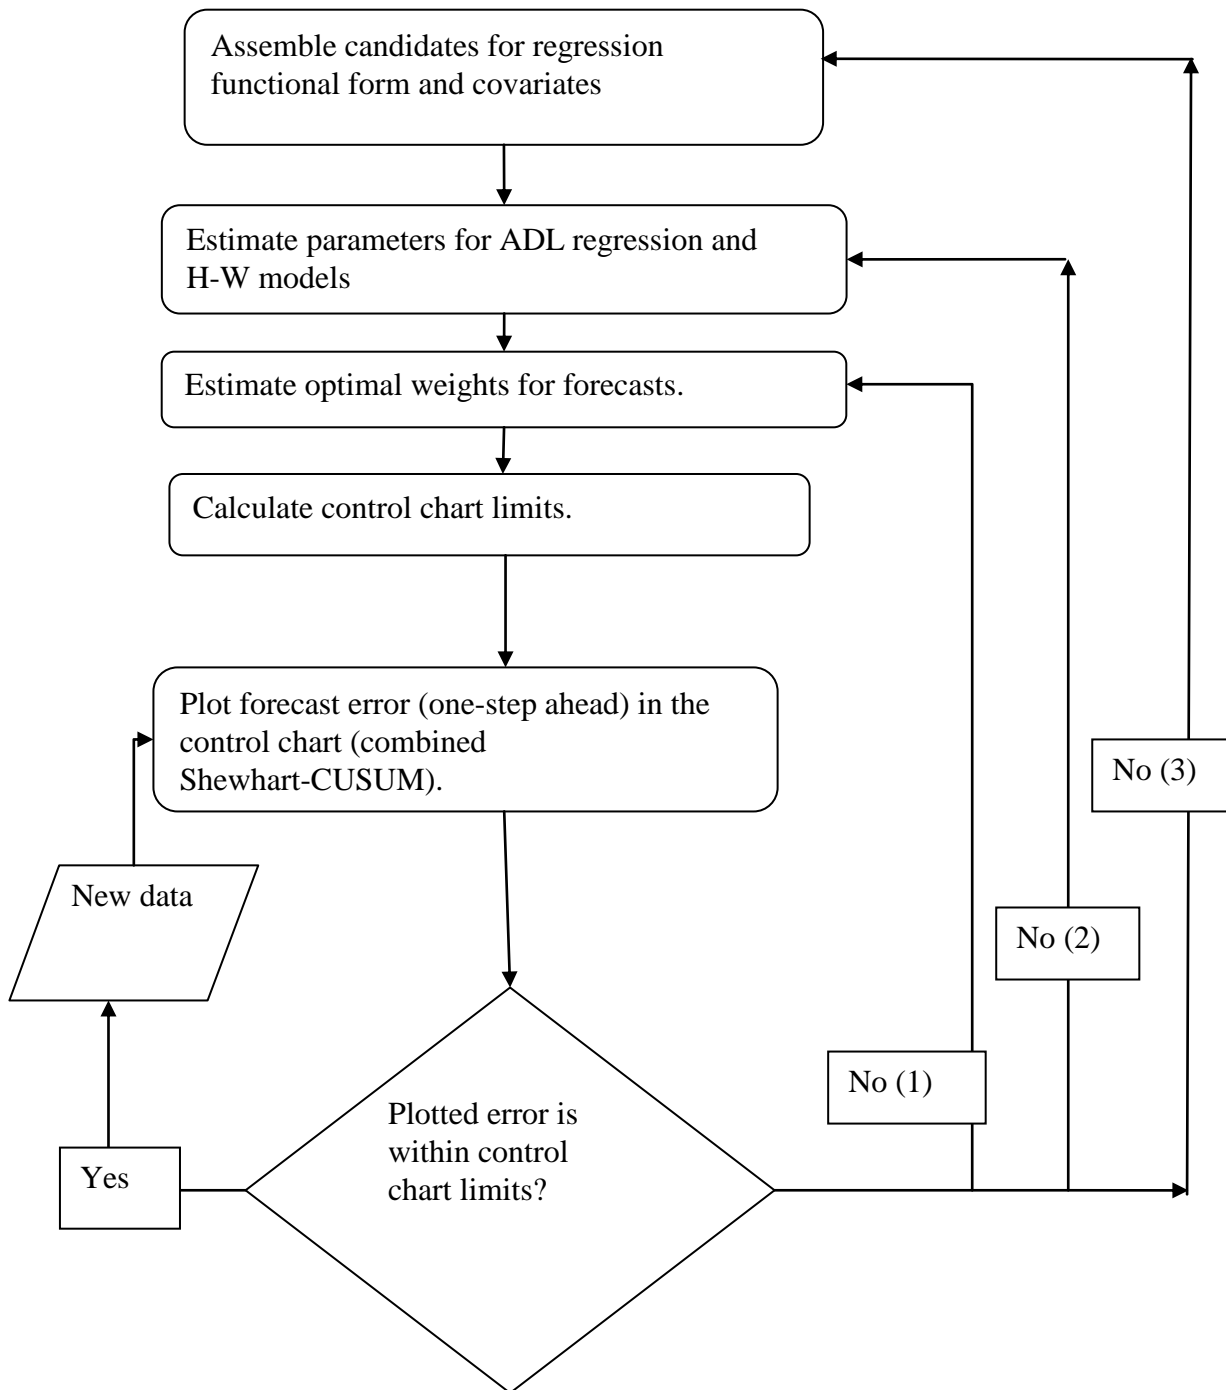 Assemble candidates for regression
functional form and covariates
Estimate parameters for ADL regression and
H-W models
Estimate optimal weights for forecasts.
Calculate control chart limits.
Plot forecast error (one-step ahead) in the
control chart (combined
Shewhart-CUSUM).
No (3)
New data
No (2)
No (1)
Plotted error is
within control
chart limits?
Yes